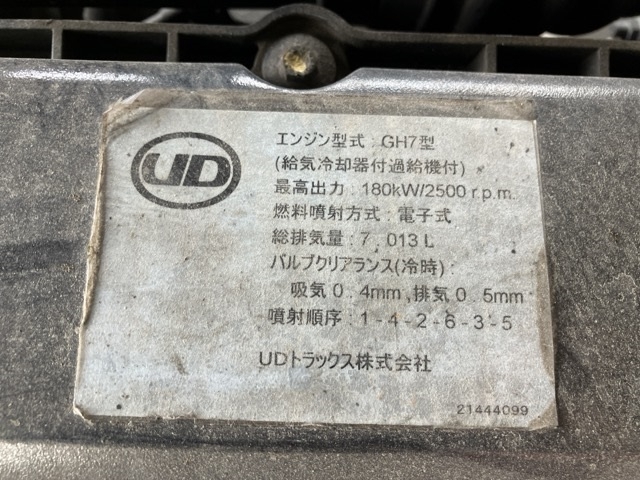 UD
エンジン型式 : GH7型
(給気冷却器付過給機付)
最高出力 : 180kW/2500 r.p.m.
燃料噴射方式 : 電子式
総排気量 : 7. 013 L
バルブクリアランス(冷時) :
吸気0. 4mm ,排気0. 5mm
噴射順序 : 1 - 4 - 2 - 6 - 3 - 5
UDトラックス株式会社
21444099